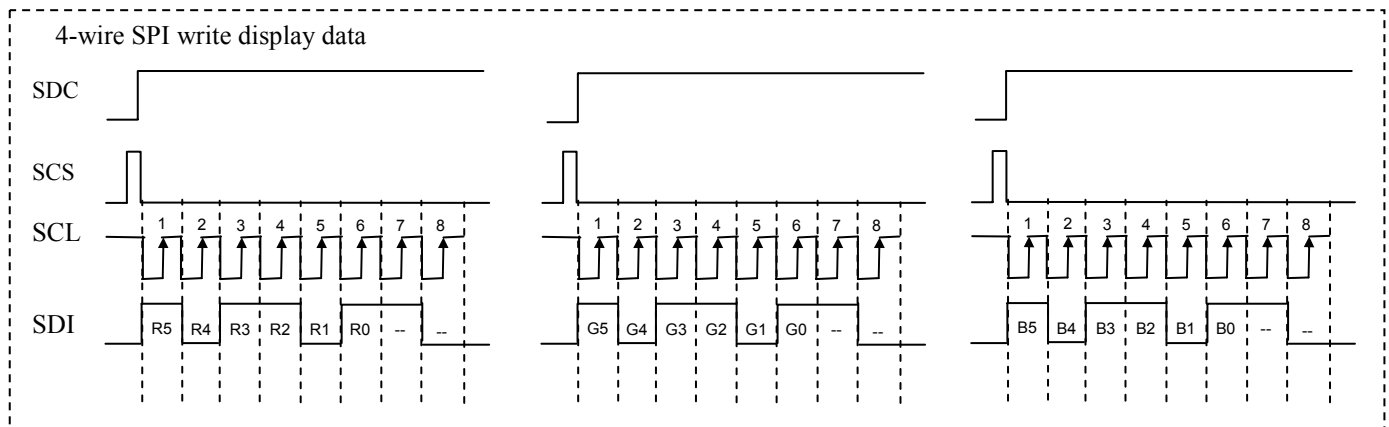 4-wire SPI write display data
SDC
SCS
SCL 1 2 3 4 5 6 7 8 1 2 3 4 5 6 7 8 1 2 3 4 5 6 7 8
SDI R5 R4 R3 R2 R1 R0 -- -- G5 G4 G3 G2 G1 G0 -- -- B5 B4 B3 B2 B1 B0 -- --